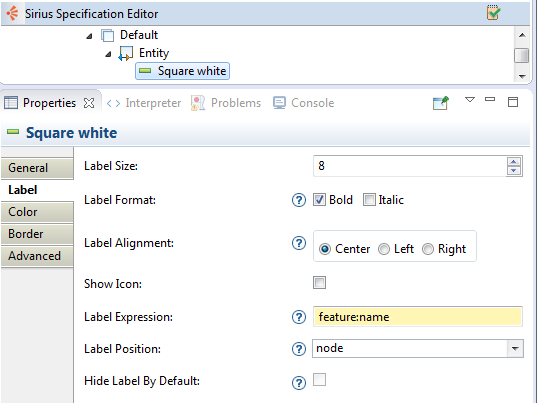 Sirius Specification Editor
Default
Entity
Square white
Properties Interpreter Problems Console
Square white
General
Label
Color
Border
Advanced
Label Size: 8
Label Format: Bold Italic
Label Alignment: Center Left Right
Show Icon:
Label Expression: feature:name
Label Position: node
Hide Label By Default: